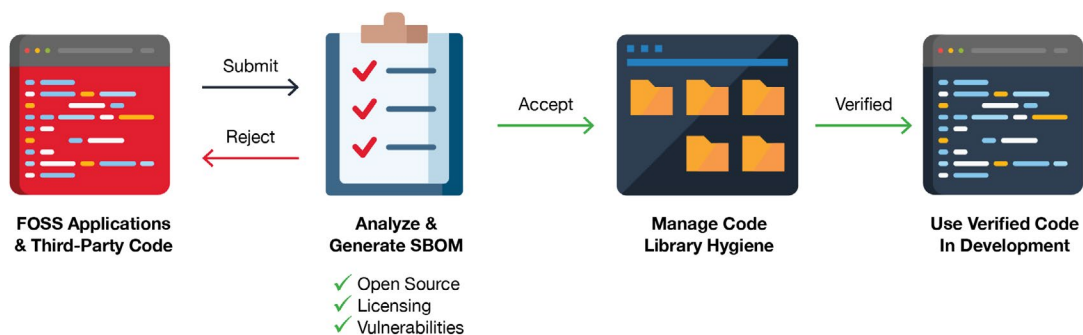 Submit
Reject
Accept
Verified
FOSS Applications
& Third-Party Code
Analyze &
Generate SBOM
Open Source
Licensing
Vulnerabilities
Manage Code
Library Hygiene
Use Verified Code
In Development